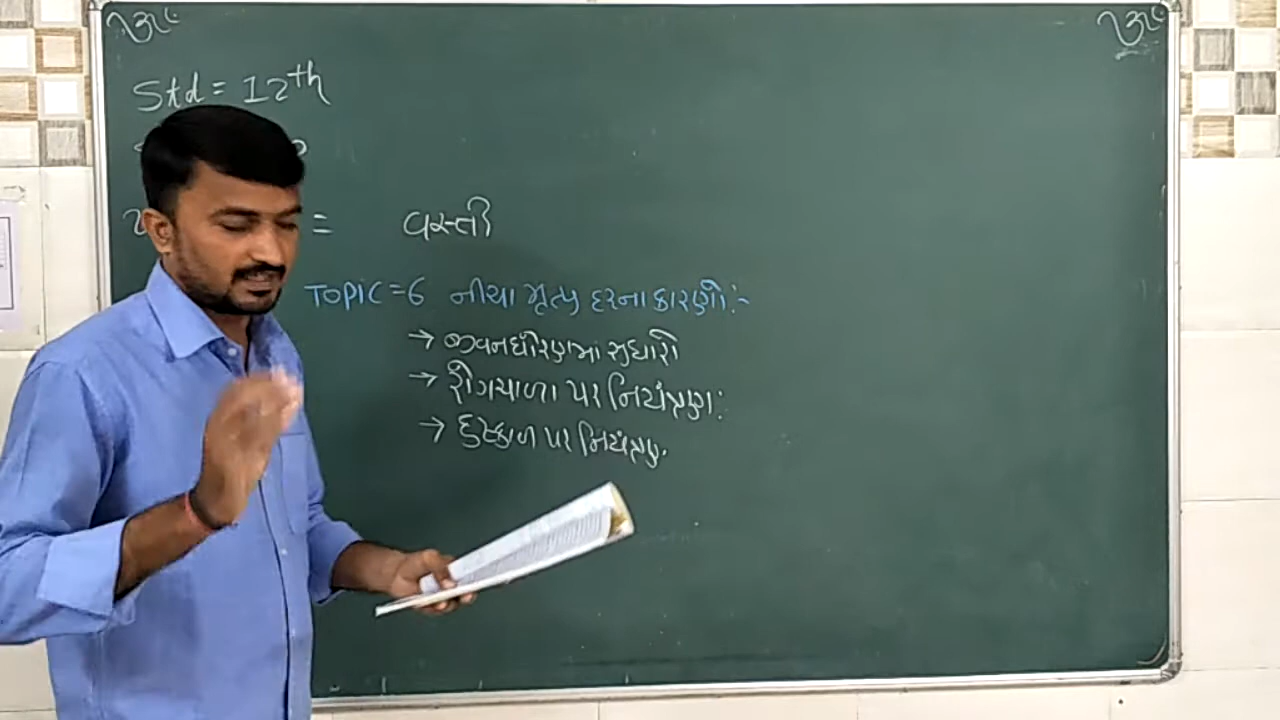 ૐ
ૐ
Std = 12th
= વસ્તી
TOPIC = 6 નીચા મૃત્યુ દરના કારણો:-
→ જીવનધોરણમાં સુધારો
→ રોગચાળા પર નિયંત્રણ:
→ દુષ્કાળ પર નિયંત્રણ.